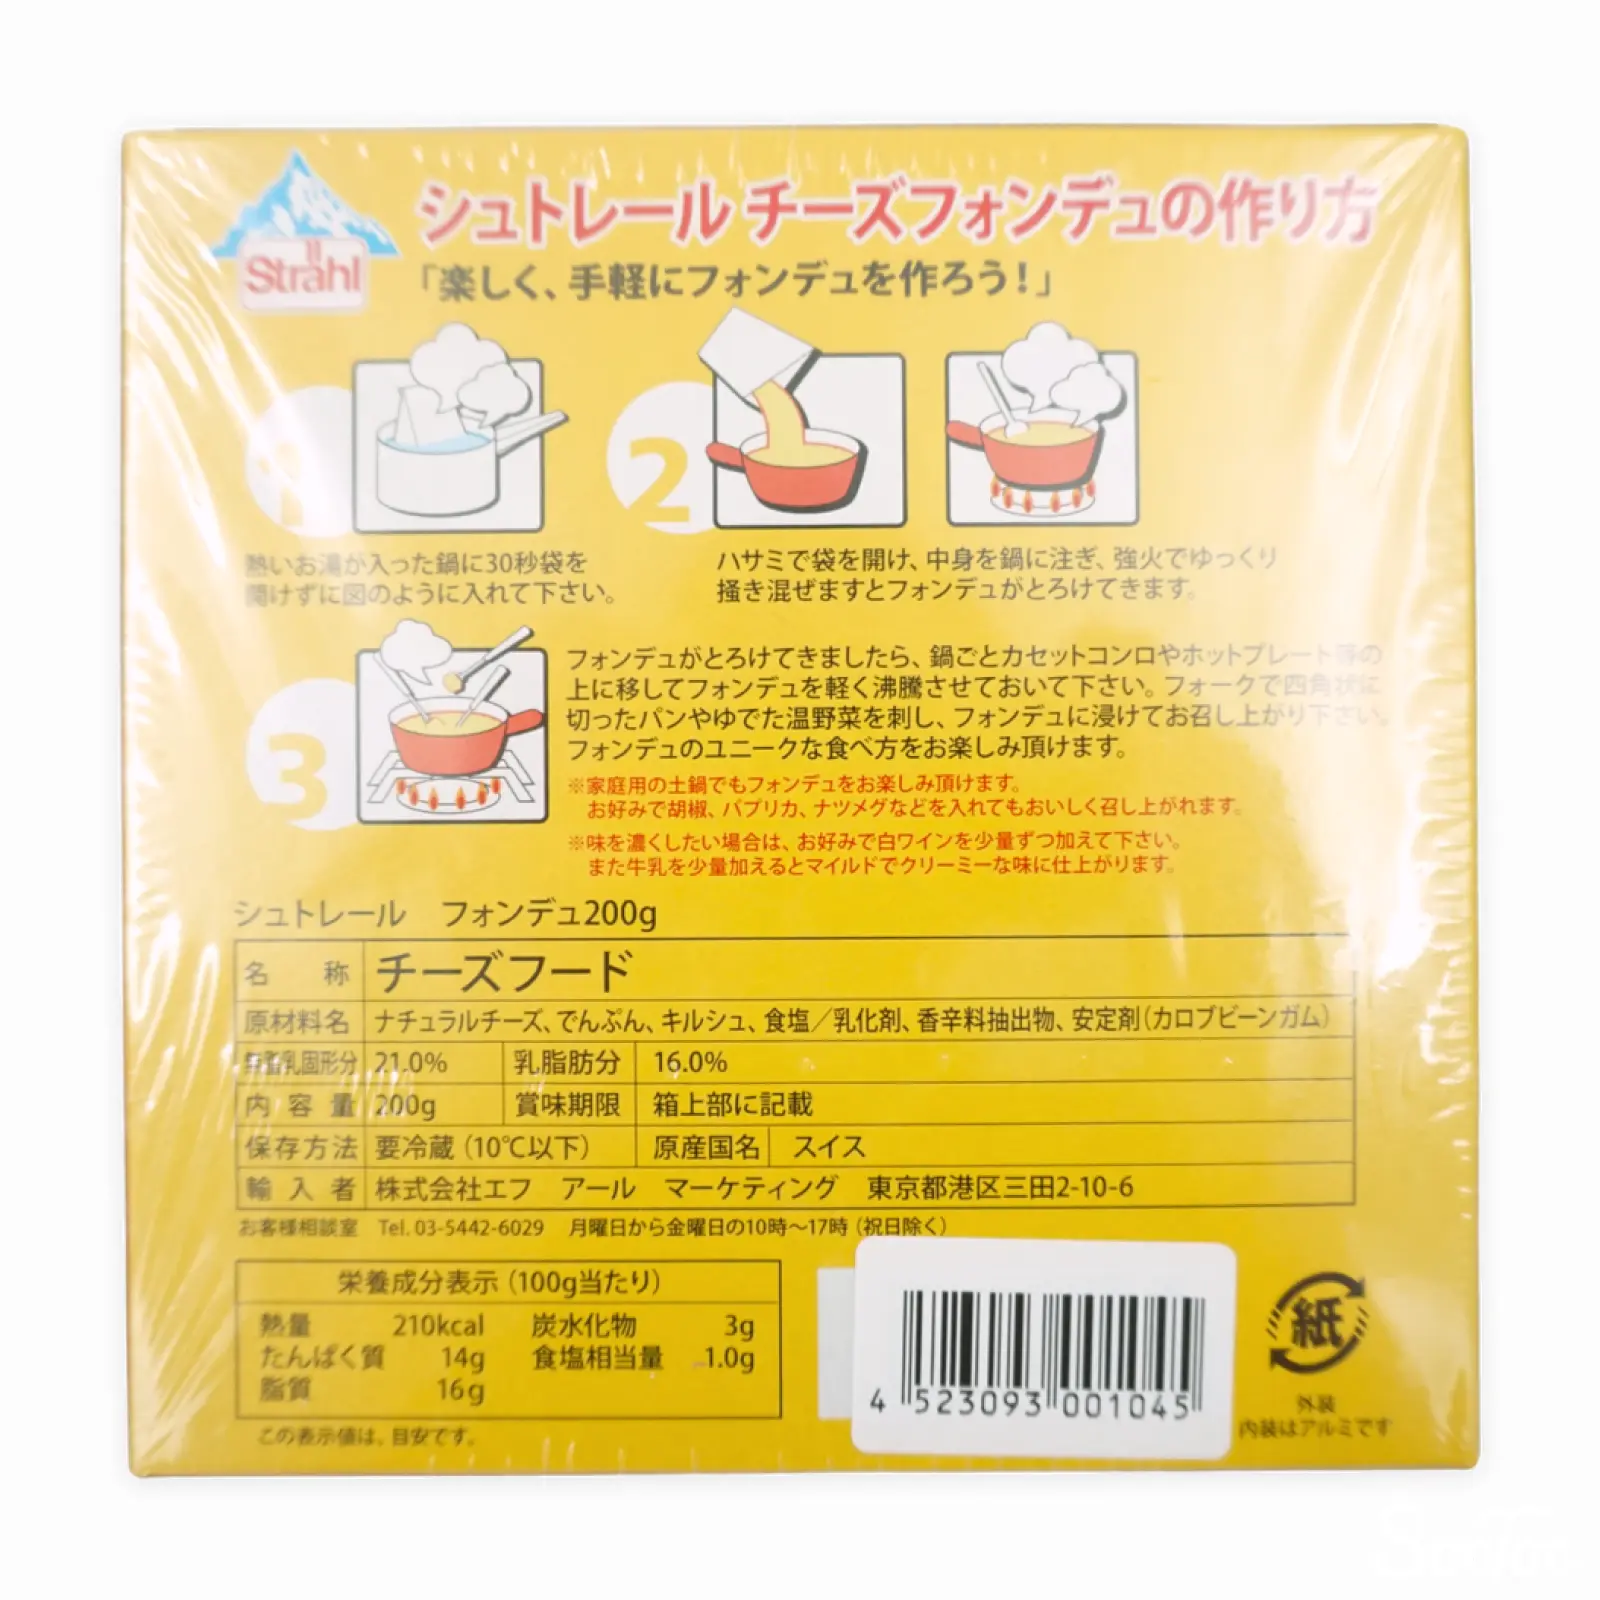 Strahl
シュトレール チーズフォンデュの作り方
「楽しく、手軽にフォンデュを作ろう！」
1
熱いお湯が入った鍋に30秒袋を
開けずに図のように入れて下さい。
2
ハサミで袋を開け、中身を鍋に注ぎ、強火でゆっくり
掻き混ぜますとフォンデュがとろけてきます。
3
フォンデュがとろけてきましたら、鍋ごとカセットコンロやホットプレート等の
上に移してフォンデュを軽く沸騰させておいて下さい。フォークで四角状に
切ったパンやゆでた温野菜を刺し、フォンデュに浸けてお召し上がり下さい。
フォンデュのユニークな食べ方をお楽しみ頂けます。
※家庭用の土鍋でもフォンデュをお楽しみ頂けます。
お好みで胡椒、パプリカ、ナツメグなどを入れてもおいしく召し上がれます。
※味を濃くしたい場合は、お好みで白ワインを少量ずつ加えて下さい。
また牛乳を少量加えるとマイルドでクリーミーな味に仕上がります。
シュトレール　フォンデュ200g
名称 チーズフード
原材料名 ナチュラルチーズ、でんぷん、キルシュ、食塩／乳化剤、香辛料抽出物、安定剤（カロブビーンガム）
無脂乳固形分 21.0% 乳脂肪分 16.0%
内容量 200g 賞味期限 箱上部に記載
保存方法 要冷蔵（10℃以下） 原産国名 スイス
輸入者 株式会社エフ　アール　マーケティング　東京都港区三田2-10-6
お客様相談室　Tel. 03-5442-6029　月曜日から金曜日の10時～17時（祝日除く）
栄養成分表示（100g当たり）
熱量 210kcal 炭水化物 3g
たんぱく質 14g 食塩相当量 1.0g
脂質 16g
この表示値は、目安です。
4 523093 001045
紙
外装
内装はアルミです